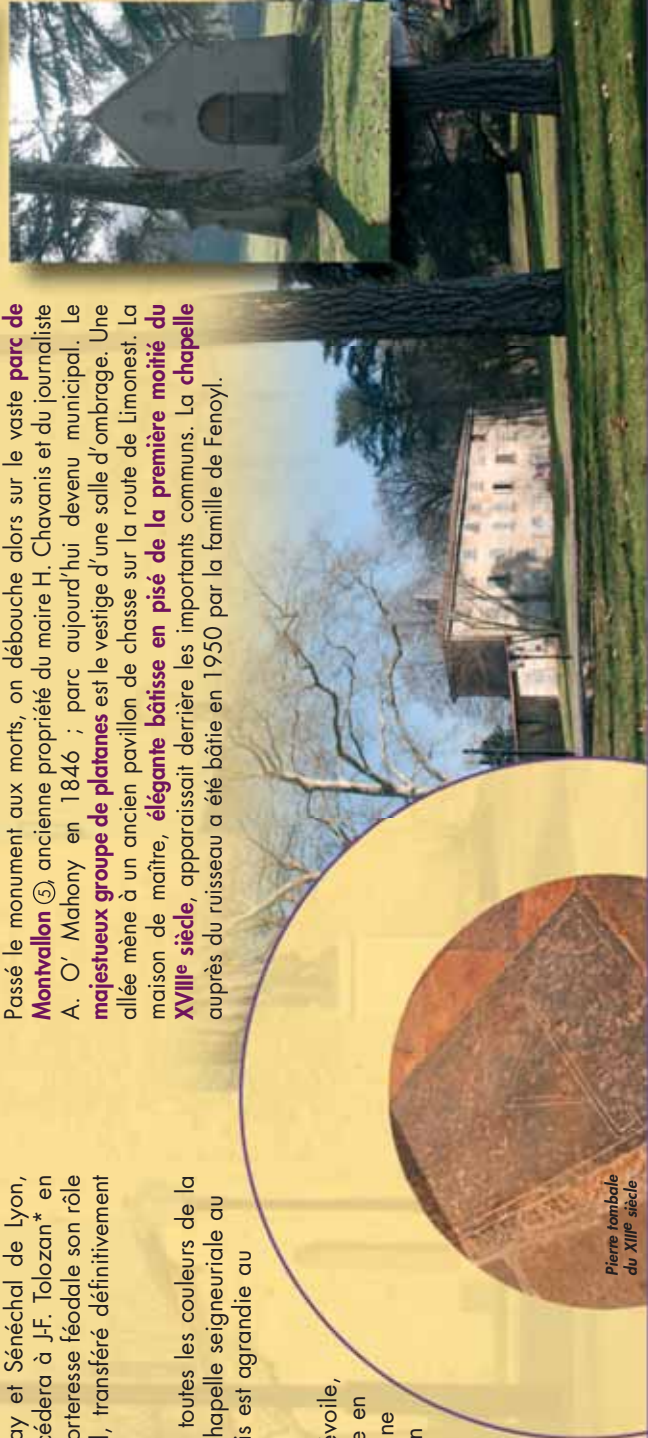 ay et Sénéchal de Lyon,
cédera à J-F. Tolozan* en
orteresse féodale son rôle
l, transféré définitivement
toutes les couleurs de la
hapelle seigneuriale au
is est agrandie au
evoile,
e en
ne
n
Passé le monument aux morts, on débouche alors sur le vaste parc de
Montvallon ⑤, ancienne propriété du maire H. Chavanis et du journaliste
A. O’ Mahony en 1846 ; parc aujourd’hui devenu municipal. Le
majestueux groupe de platanes est le vestige d’une salle d’ombrage. Une
allée mène à un ancien pavillon de chasse sur la route de Limonest. La
maison de maître, élégante bâtisse en pisé de la première moitié du
XVIIIe siècle, apparaissait derrière les importants communs. La chapelle
auprès du ruisseau a été bâtie en 1950 par la famille de Fenoyl.
Pierre tombale
du XIIIe siècle